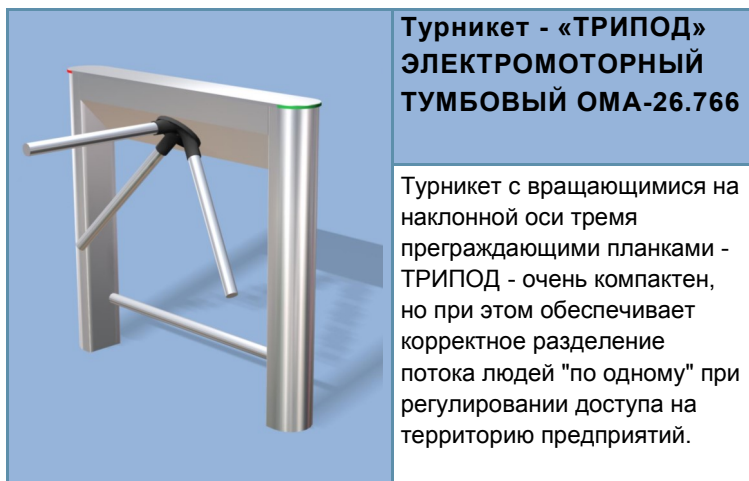 Турникет - «ТРИПОД»
ЭЛЕКТРОМОТОРНЫЙ
ТУМБОВЫЙ ОМА-26.766
Турникет с вращающимися на
наклонной оси тремя
преграждающими планками -
ТРИПОД - очень компактен,
но при этом обеспечивает
корректное разделение
потока людей "по одному" при
регулировании доступа на
территорию предприятий.